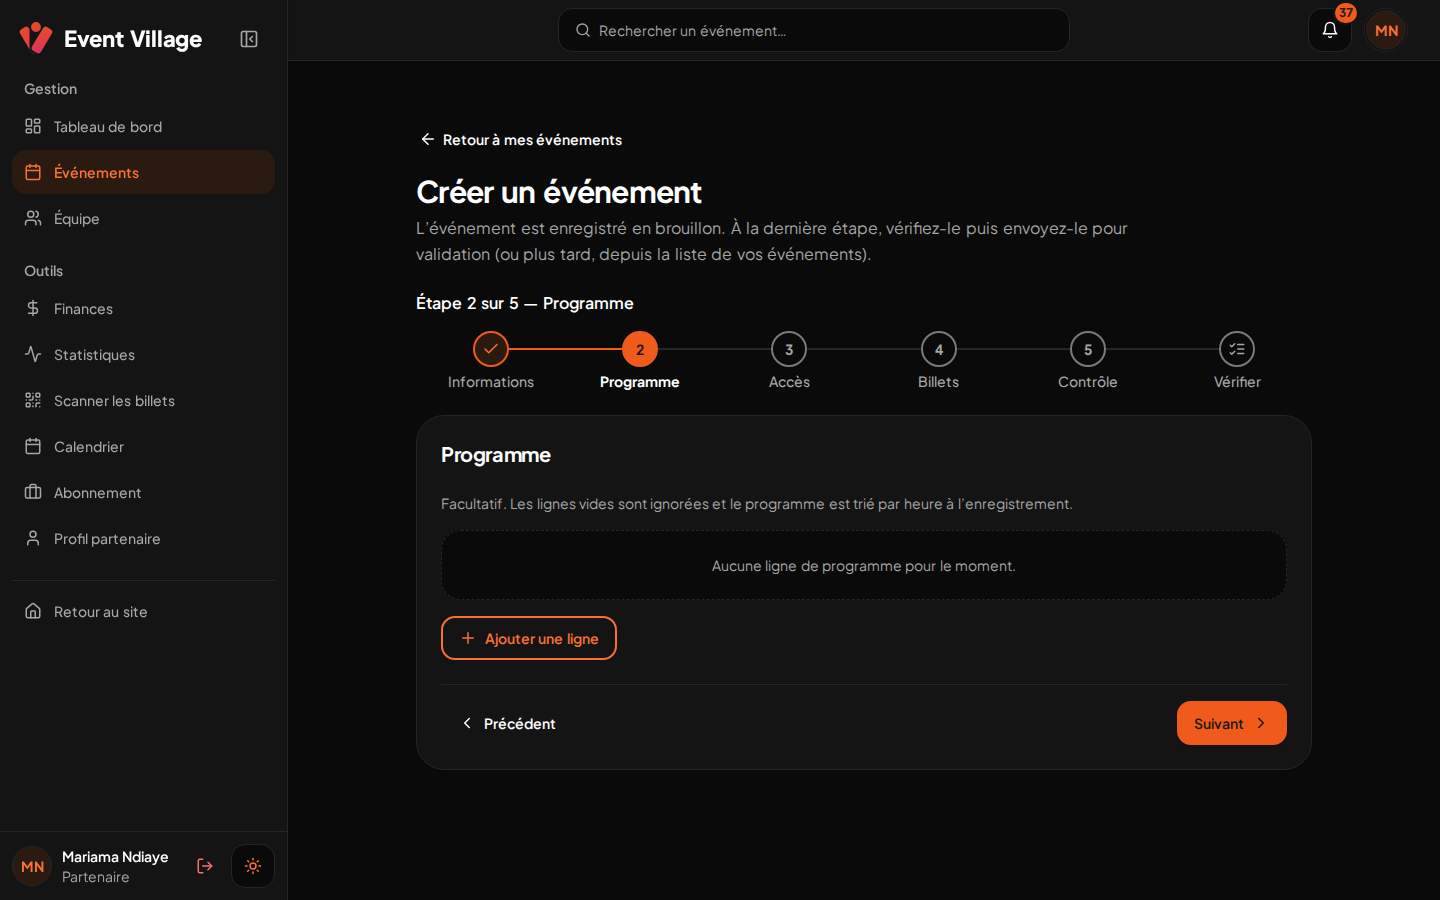 Event Village
Rechercher un événement…
37
MN
Gestion
Tableau de bord
Événements
Équipe
Outils
Finances
Statistiques
Scanner les billets
Calendrier
Abonnement
Profil partenaire
Retour au site
Mariama Ndiaye
Partenaire
MN
Retour à mes événements
Créer un événement
L’événement est enregistré en brouillon. À la dernière étape, vérifiez-le puis envoyez-le pour
validation (ou plus tard, depuis la liste de vos événements).
Étape 2 sur 5 — Programme
2
3
4
5
Informations
Programme
Accès
Billets
Contrôle
Vérifier
Programme
Facultatif. Les lignes vides sont ignorées et le programme est trié par heure à l’enregistrement.
Aucune ligne de programme pour le moment.
Ajouter une ligne
Précédent
Suivant